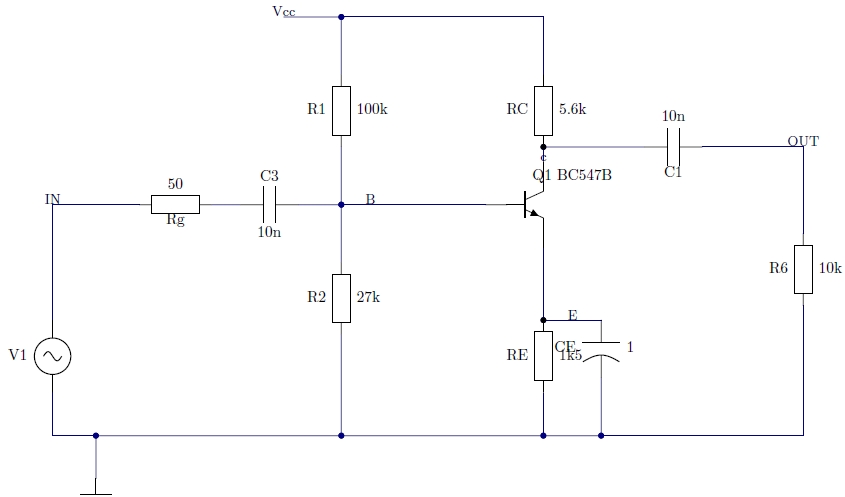 Vcc
R1 100k
RC 5.6k
10n
C1
OUT
c
Q1 BC547B
50
C3
IN
Rg
10n
B
R6 10k
R2 27k
E
V1
RE 1k5
CE 1